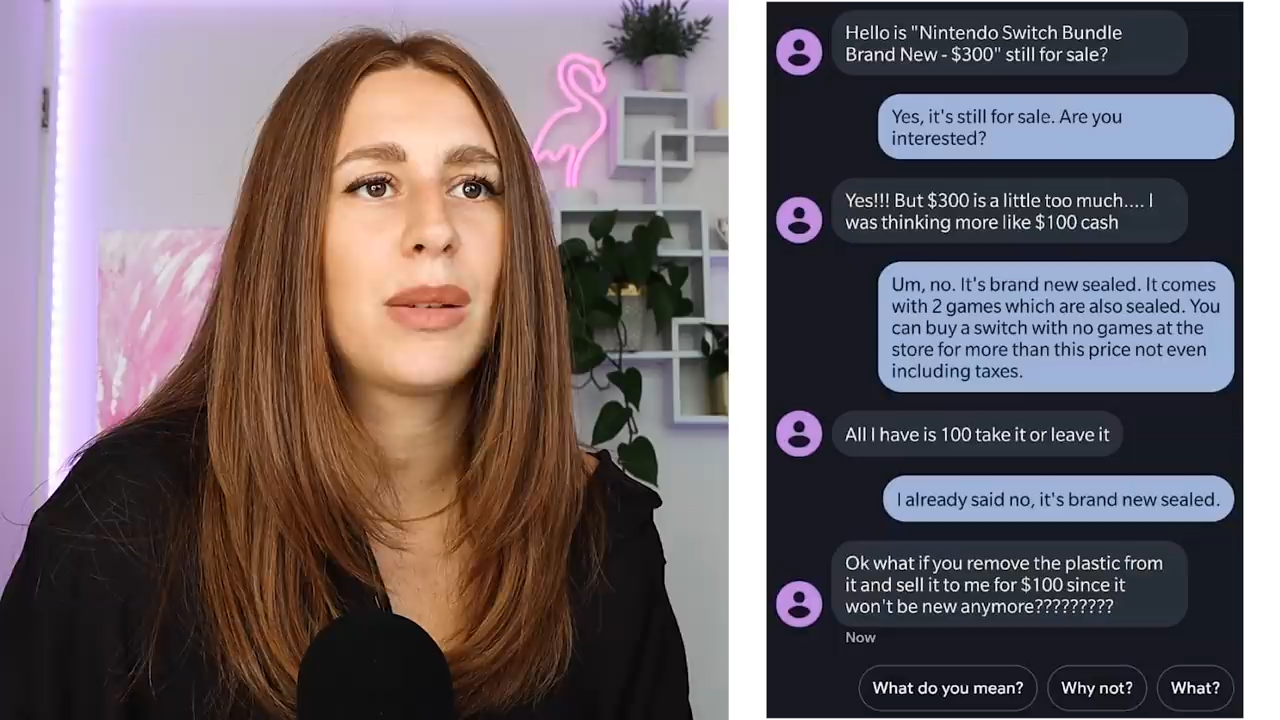 Hello is "Nintendo Switch Bundle
Brand New - $300" still for sale?
Yes, it's still for sale. Are you
interested?
Yes!!! But $300 is a little too much.... I
was thinking more like $100 cash
Um, no. It's brand new sealed. It comes
with 2 games which are also sealed. You
can buy a switch with no games at the
store for more than this price not even
including taxes.
All I have is 100 take it or leave it
I already said no, it's brand new sealed.
Ok what if you remove the plastic from
it and sell it to me for $100 since it
won't be new anymore?????????
Now
What do you mean?
Why not?
What?